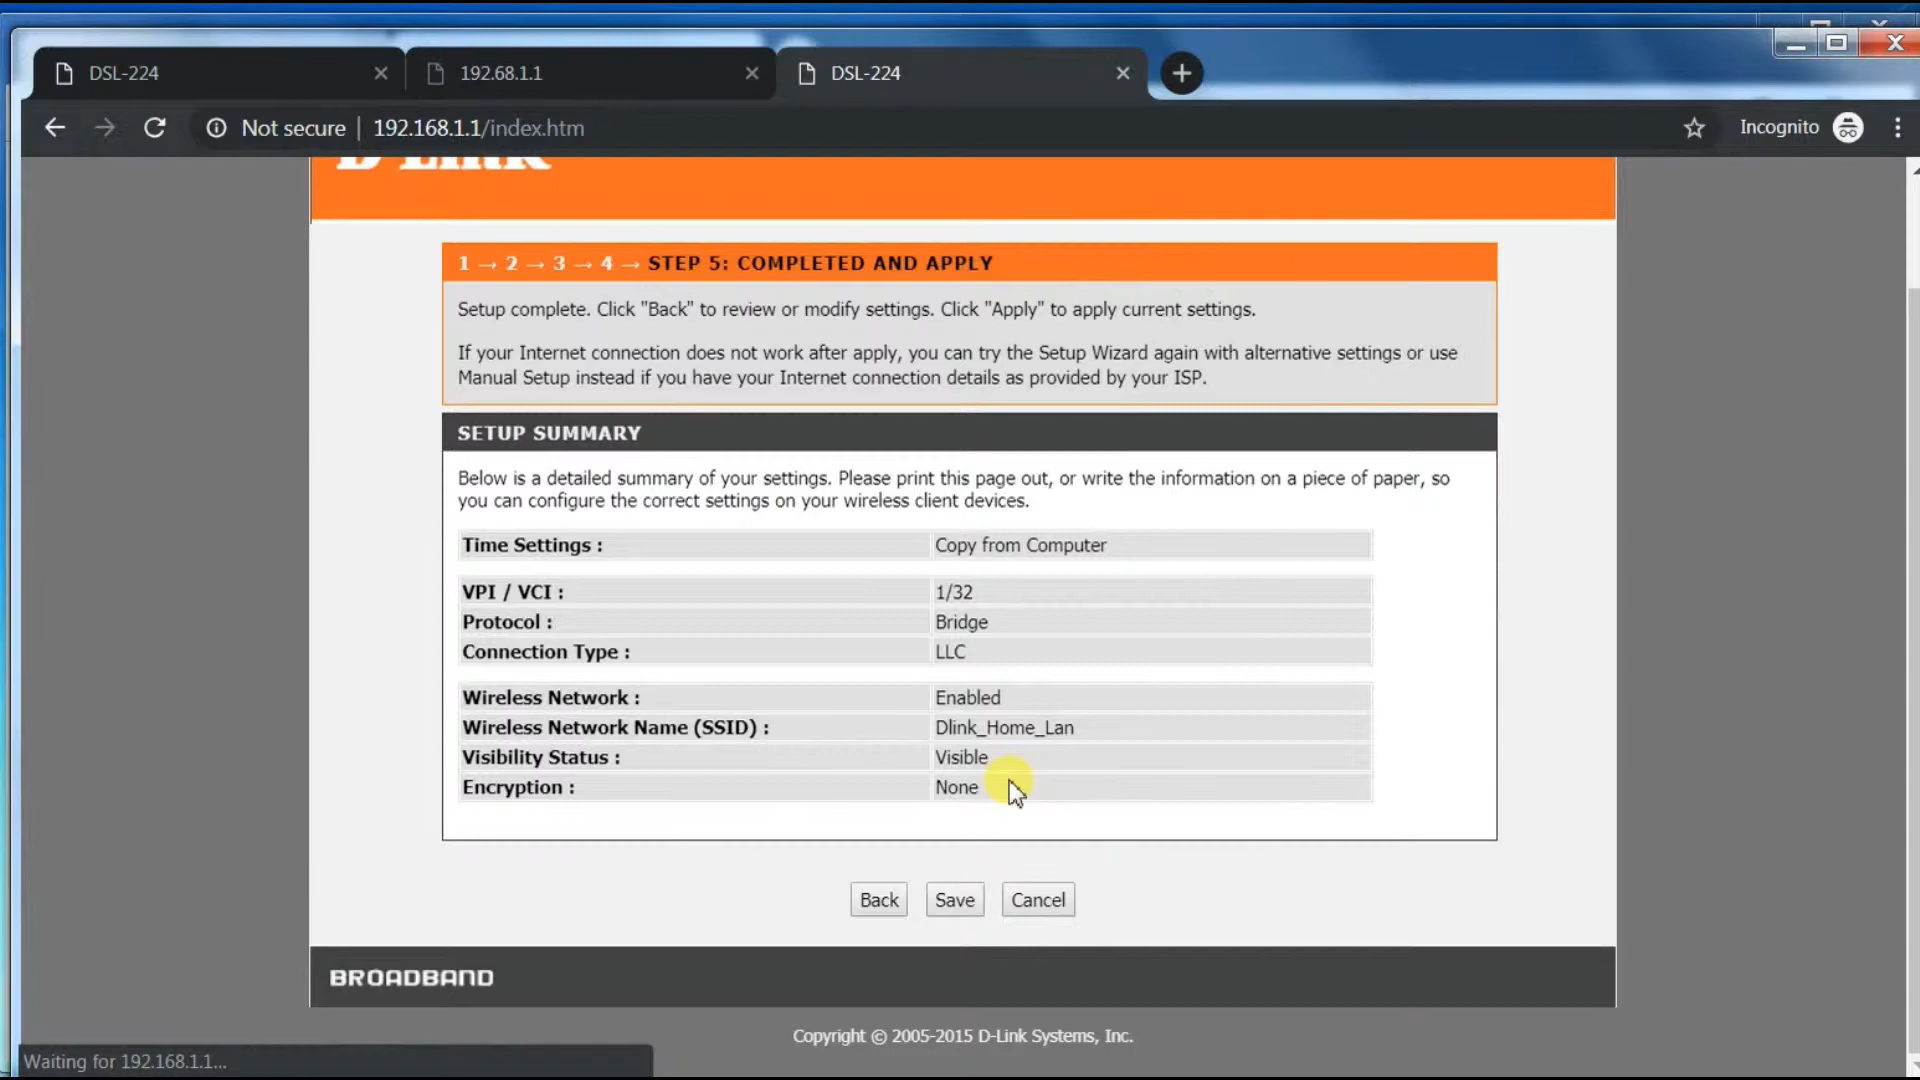 DSL-224
192.68.1.1
DSL-224
Not secure | 192.168.1.1/index.htm
Incognito
D-Link
1 → 2 → 3 → 4 → STEP 5: COMPLETED AND APPLY
Setup complete. Click "Back" to review or modify settings. Click "Apply" to apply current settings.
If your Internet connection does not work after apply, you can try the Setup Wizard again with alternative settings or use
Manual Setup instead if you have your Internet connection details as provided by your ISP.
SETUP SUMMARY
Below is a detailed summary of your settings. Please print this page out, or write the information on a piece of paper, so
you can configure the correct settings on your wireless client devices.
Time Settings : Copy from Computer
VPI / VCI : 1/32
Protocol : Bridge
Connection Type : LLC
Wireless Network : Enabled
Wireless Network Name (SSID) : Dlink_Home_Lan
Visibility Status : Visible
Encryption : None
Back Save Cancel
BROADBAND
Copyright © 2005-2015 D-Link Systems, Inc.
Waiting for 192.168.1.1...